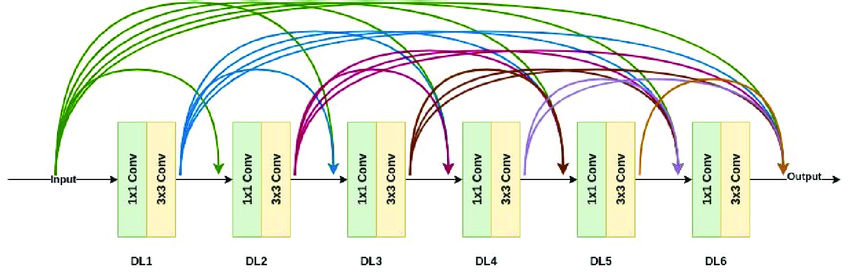 Input
1x1 Conv
3x3 Conv
1x1 Conv
3x3 Conv
1x1 Conv
3x3 Conv
1x1 Conv
3x3 Conv
1x1 Conv
3x3 Conv
1x1 Conv
3x3 Conv
Output
DL1 DL2 DL3 DL4 DL5 DL6